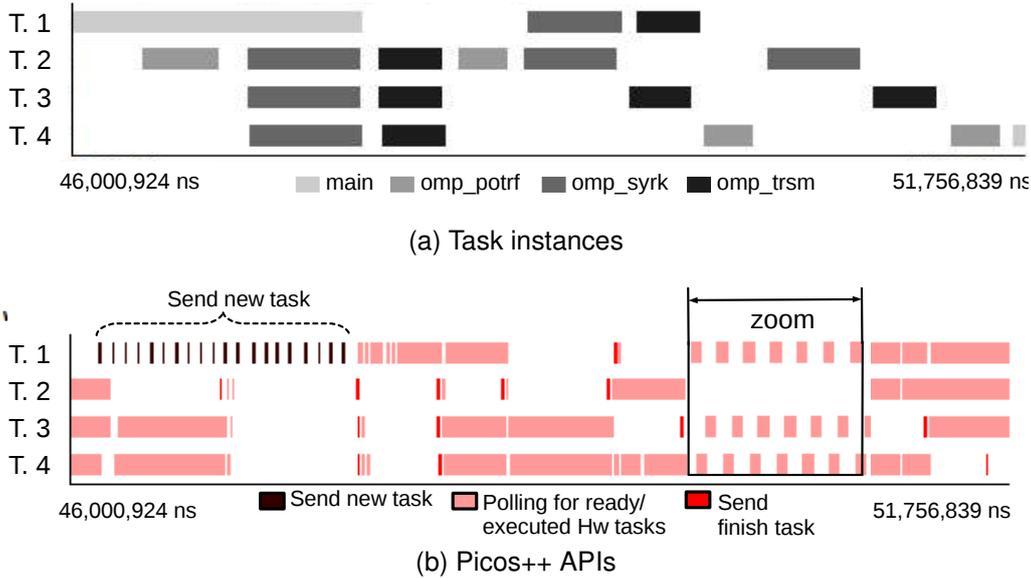 T. 1
T. 2
T. 3
T. 4
46,000,924 ns
main
omp_potrf
omp_syrk
omp_trsm
51,756,839 ns
(a) Task instances
Send new task
zoom
T. 1
T. 2
T. 3
T. 4
Send new task
Polling for ready/
executed Hw tasks
Send
finish task
46,000,924 ns
51,756,839 ns
(b) Picos++ APIs